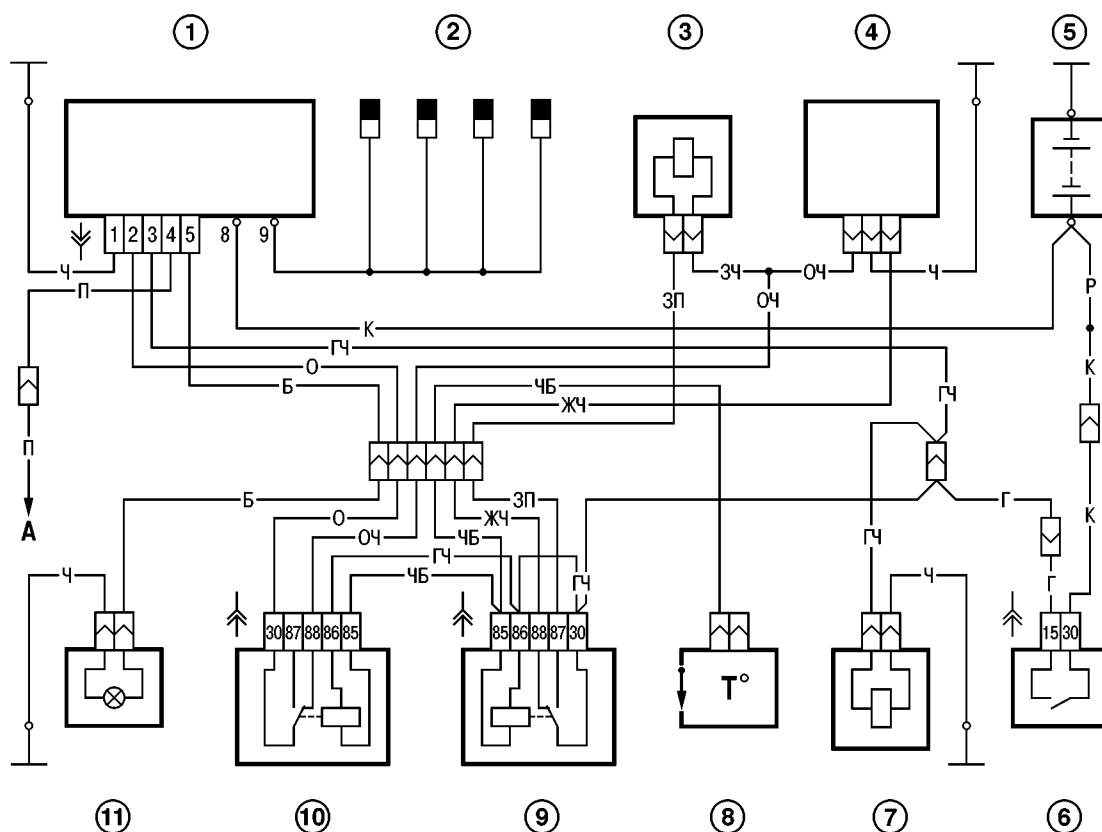 1 2 3 4 5
1 2 3 4 5 8 9
Ч ЗЧ ОЧ Ч
П ЗП ОЧ Р
К
ГЧ
О К
Б ЧБ ГЧ
ЖЧ
П
Б ЗП Г
А О ЖЧ К
ОЧ ЧБ ГЧ
ГЧ ГЧ
Ч ЧБ Ч Г
30 87 88 86 85 85 86 88 87 30 15 30
T°
11 10 9 8 7 6